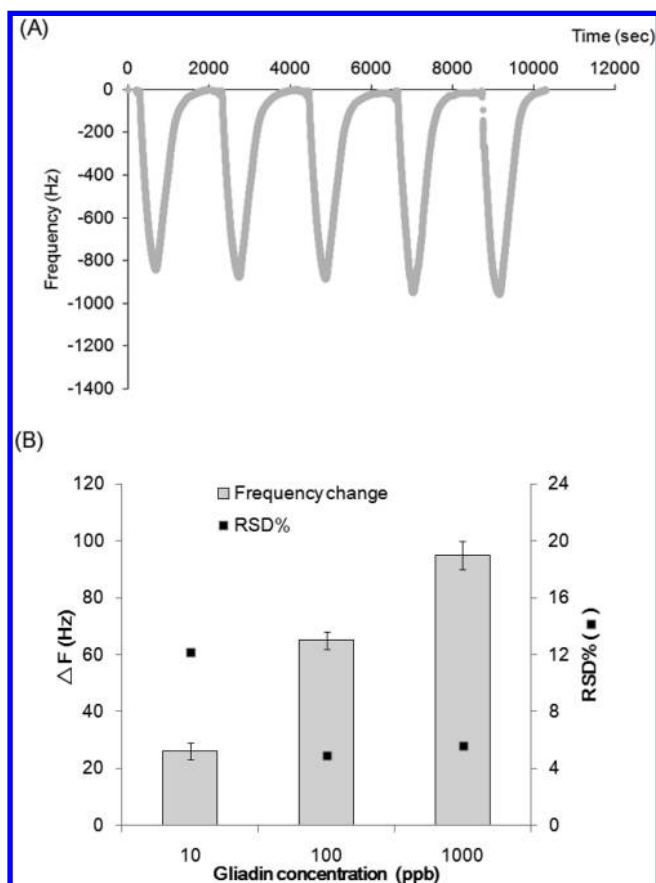 (A)
Time (sec)
0 2000 4000 6000 8000 10000 12000
0
-200
-400
-600
-800
-1000
-1200
-1400
Frequency (Hz)
(B)
120
100
80
60
40
20
0
△F (Hz)
Frequency change
RSD%
24
20
16
12
8
4
0
RSD% (■)
10 100 1000
Gliadin concentration (ppb)